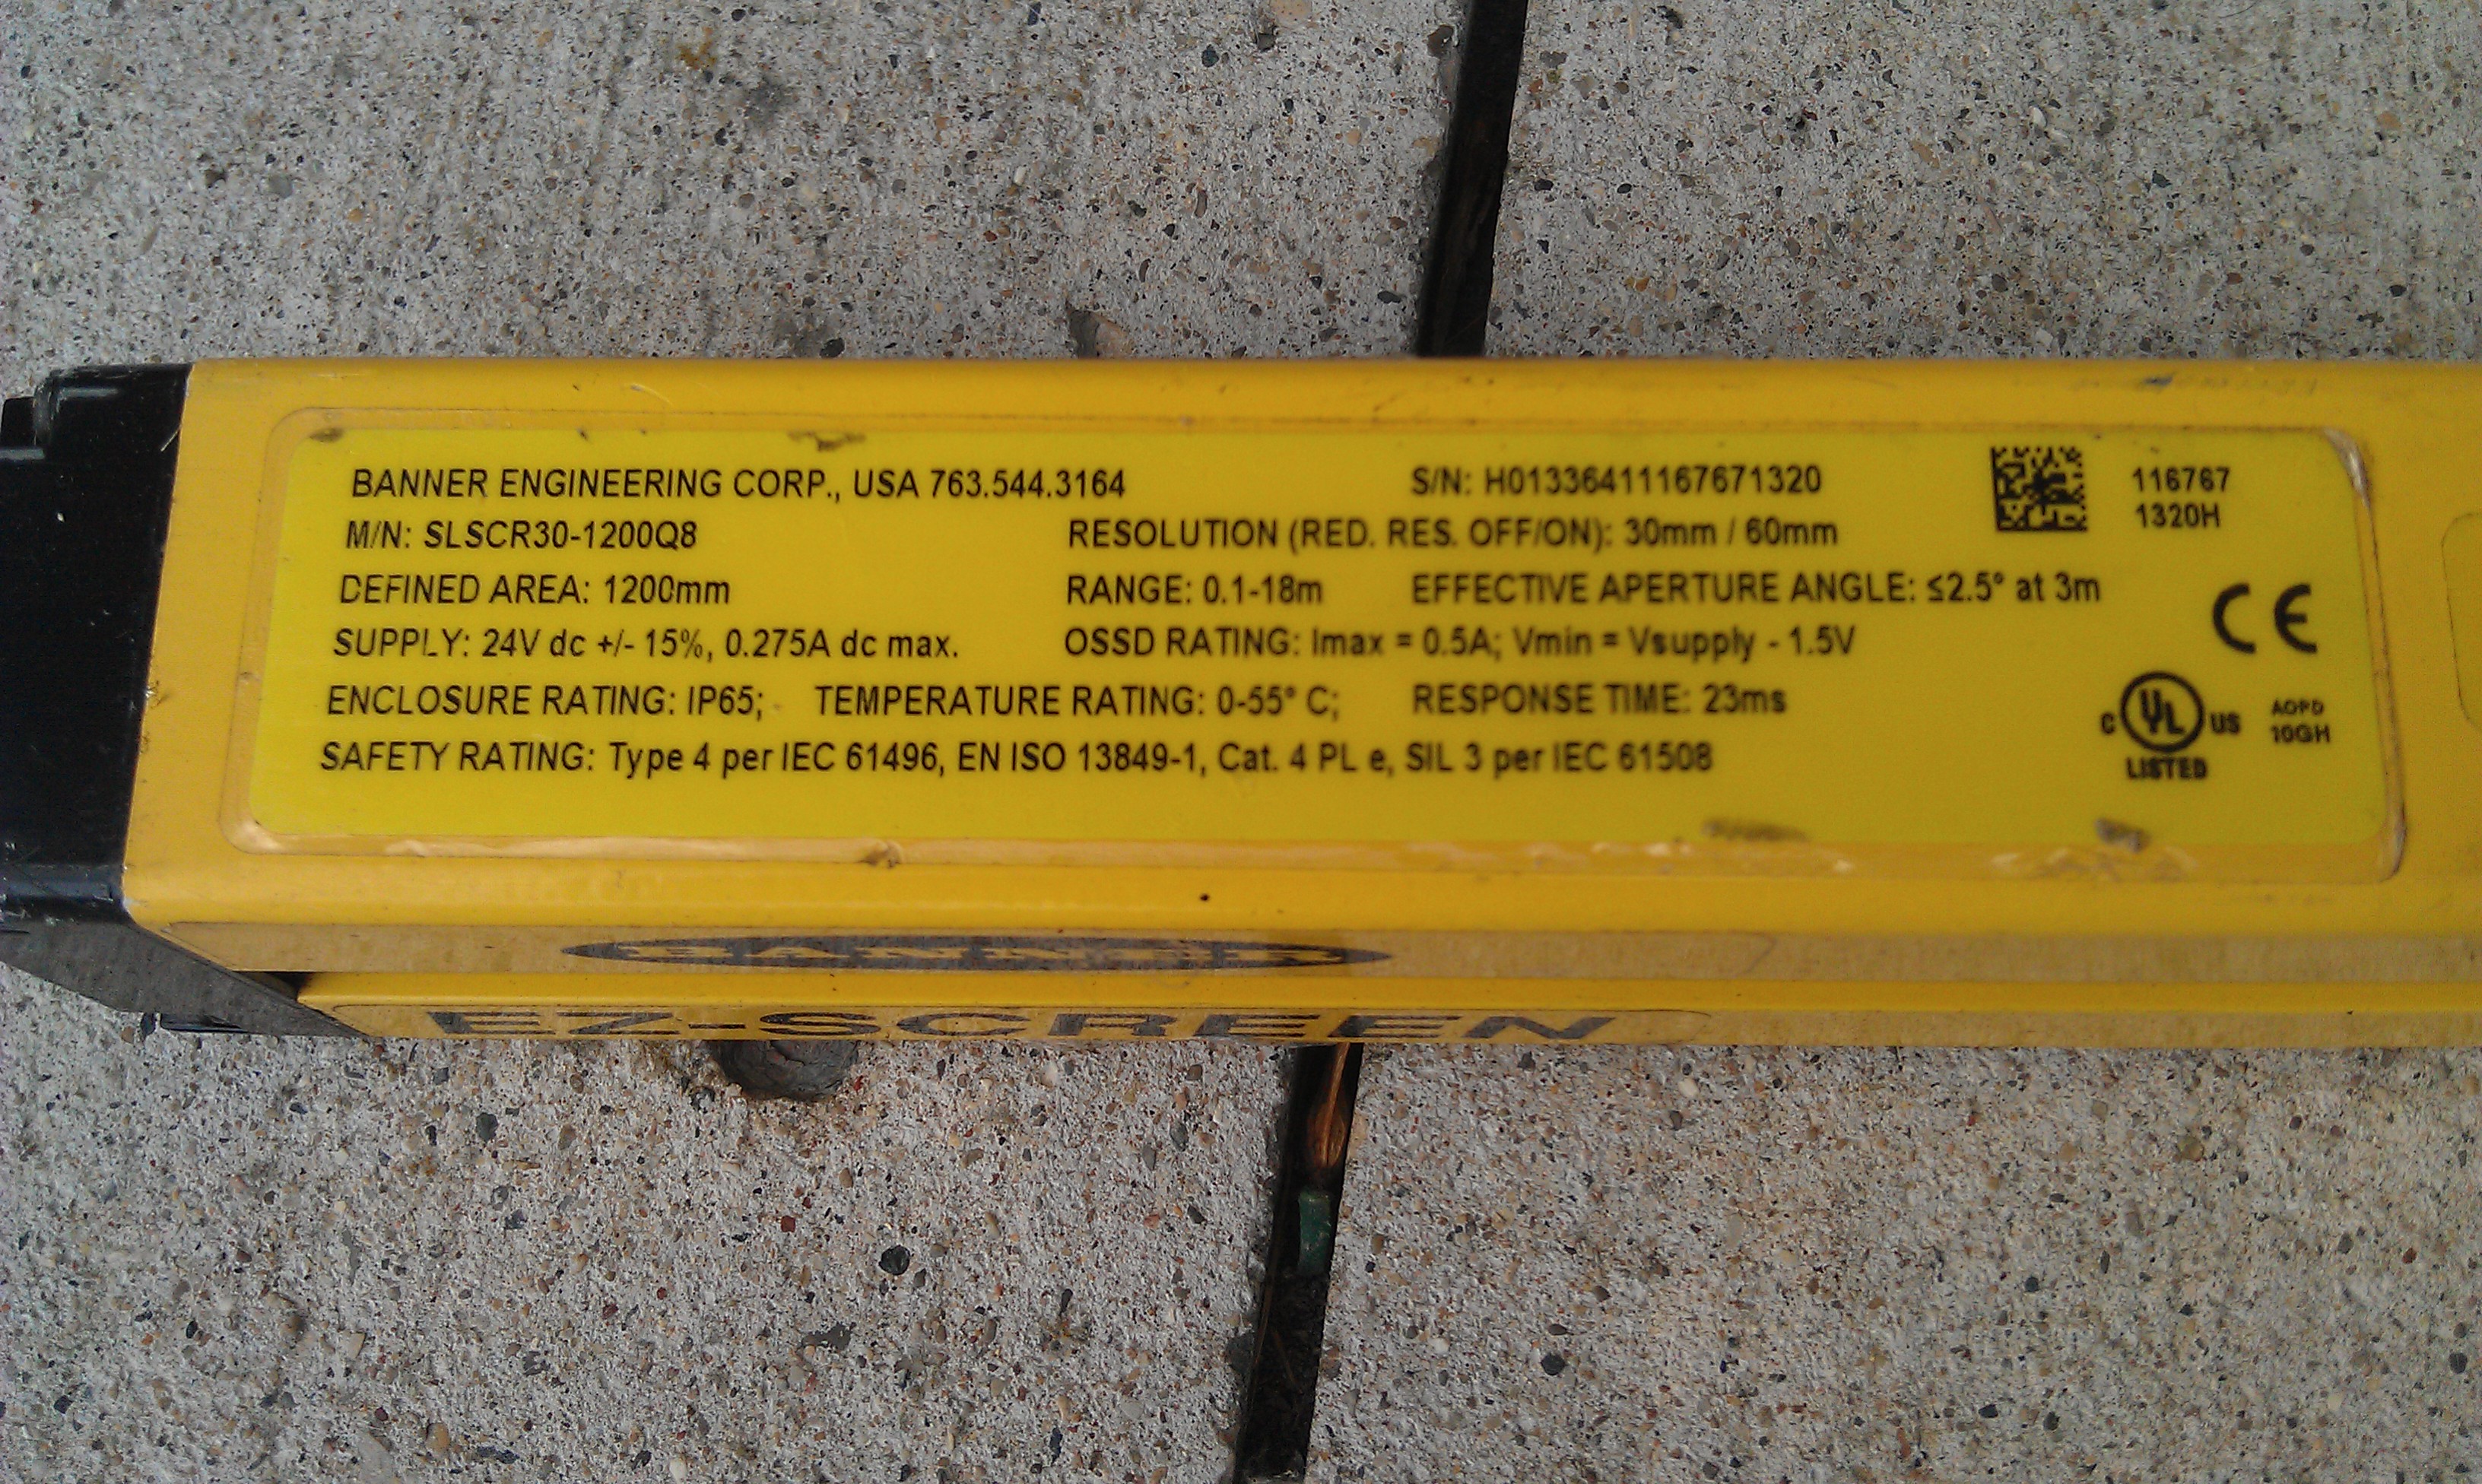 BANNER ENGINEERING CORP., USA 763.544.3164 S/N: H01336411167671320 116767
M/N: SLSCR30-1200Q8 RESOLUTION (RED. RES. OFF/ON): 30mm / 60mm 1320H
DEFINED AREA: 1200mm RANGE: 0.1-18m EFFECTIVE APERTURE ANGLE: ≤2.5° at 3m
CE
SUPPLY: 24V dc +/- 15%, 0.275A dc max. OSSD RATING: Imax = 0.5A; Vmin = Vsupply - 1.5V
ENCLOSURE RATING: IP65; TEMPERATURE RATING: 0-55° C; RESPONSE TIME: 23ms
C UL US AOPD
10GH
LISTED
SAFETY RATING: Type 4 per IEC 61496, EN ISO 13849-1, Cat. 4 PL e, SIL 3 per IEC 61508
BANNER
EZ-SCREEN